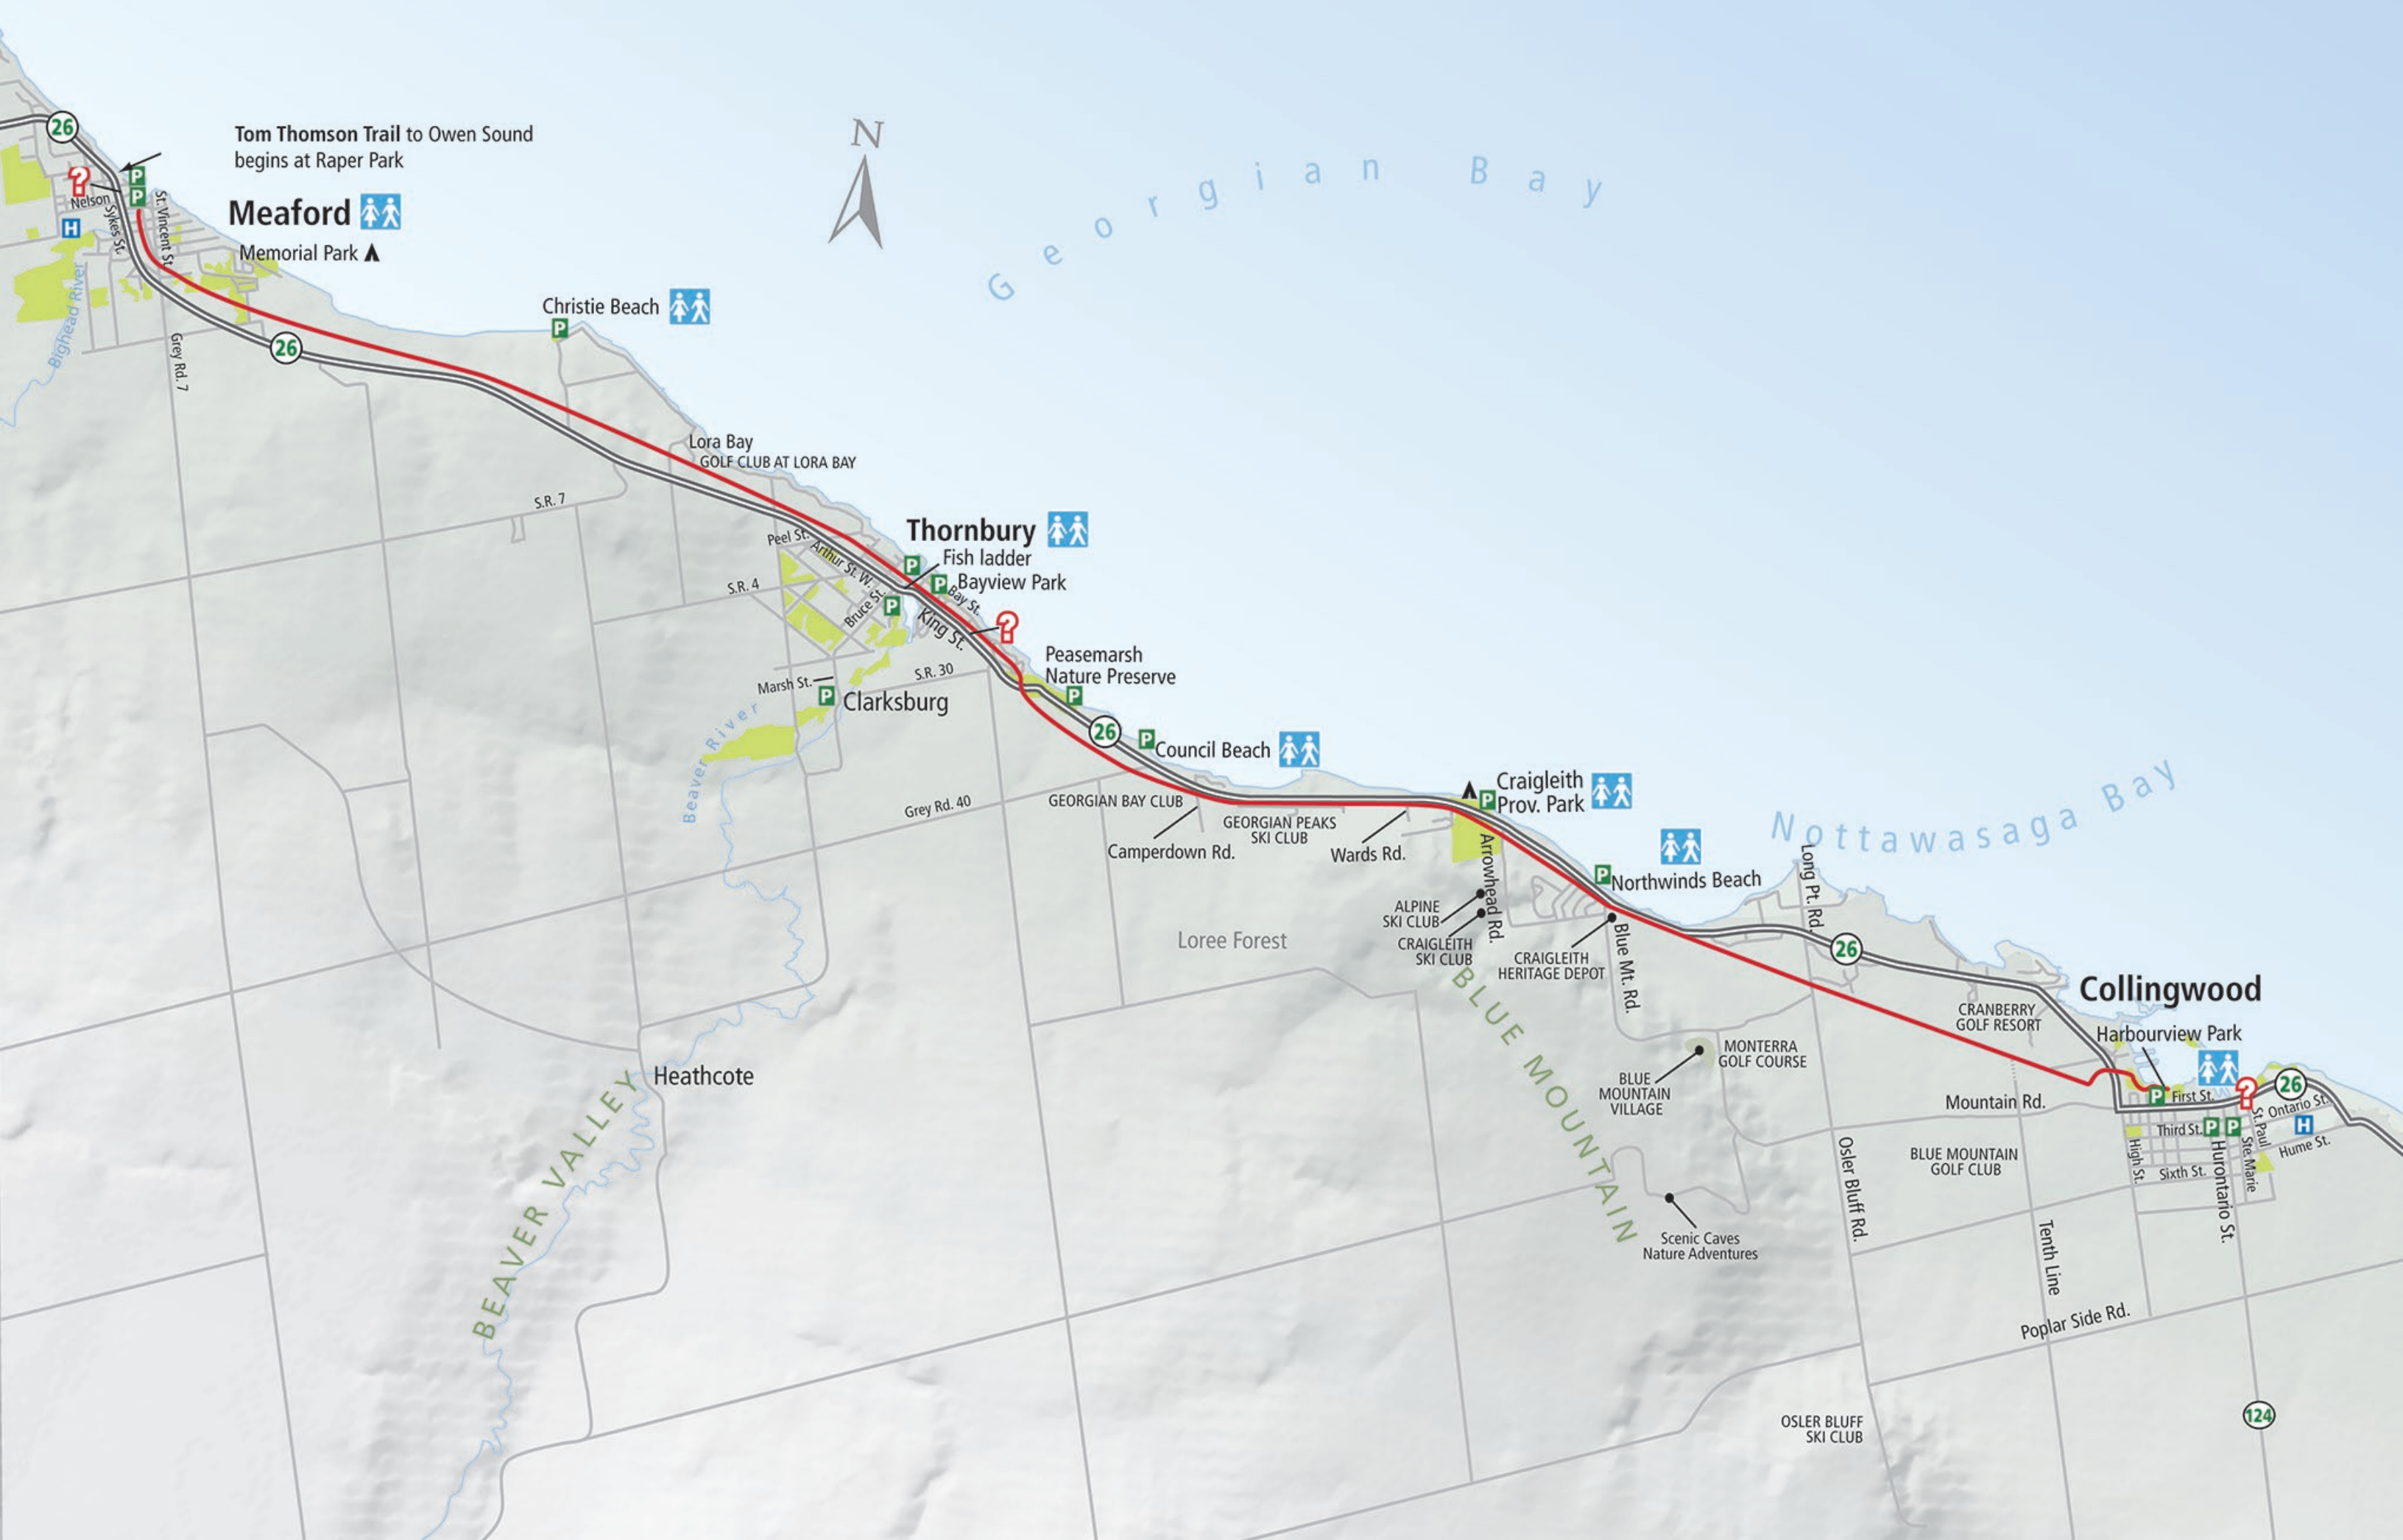 26
Tom Thomson Trail to Owen Sound
begins at Raper Park
P
P
?
Nelson
H
Sykes St.
St. Vincent St.
Meaford
Memorial Park
Bighead River
Grey Rd. 7
26
Christie Beach
P
N
Georgian Bay
Lora Bay
GOLF CLUB AT LORA BAY
S.R. 7
Thornbury
Fish ladder
P
P
Bayview Park
Peel St.
Arthur St. W.
Bay St.
S.R. 4
Bruce St.
P
King St.
?
Peasemarsh
Nature Preserve
P
S.R. 30
Marsh St.
P
Clarksburg
Beaver River
26
P
Council Beach
Grey Rd. 40
GEORGIAN BAY CLUB
Camperdown Rd.
GEORGIAN PEAKS
SKI CLUB
Wards Rd.
P
Craigleith
Prov. Park
Arrowhead Rd.
P
Northwinds Beach
Nottawasaga Bay
Long Pt. Rd.
ALPINE
SKI CLUB
CRAIGLEITH
SKI CLUB
CRAIGLEITH
HERITAGE DEPOT
Blue Mt. Rd.
Loree Forest
26
BLUE MOUNTAIN
CRANBERRY
GOLF RESORT
Collingwood
Harbourview Park
MONTERRA
GOLF COURSE
BLUE
MOUNTAIN
VILLAGE
Heathcote
BEAVER VALLEY
Mountain Rd.
P
First St.
?
26
Ontario St.
Third St.
P
P
St. Paul
H
Hume St.
High St.
Sixth St.
Hurontario St.
Ste. Marie
BLUE MOUNTAIN
GOLF CLUB
Osler Bluff Rd.
Scenic Caves
Nature Adventures
Tenth Line
Poplar Side Rd.
OSLER BLUFF
SKI CLUB
124